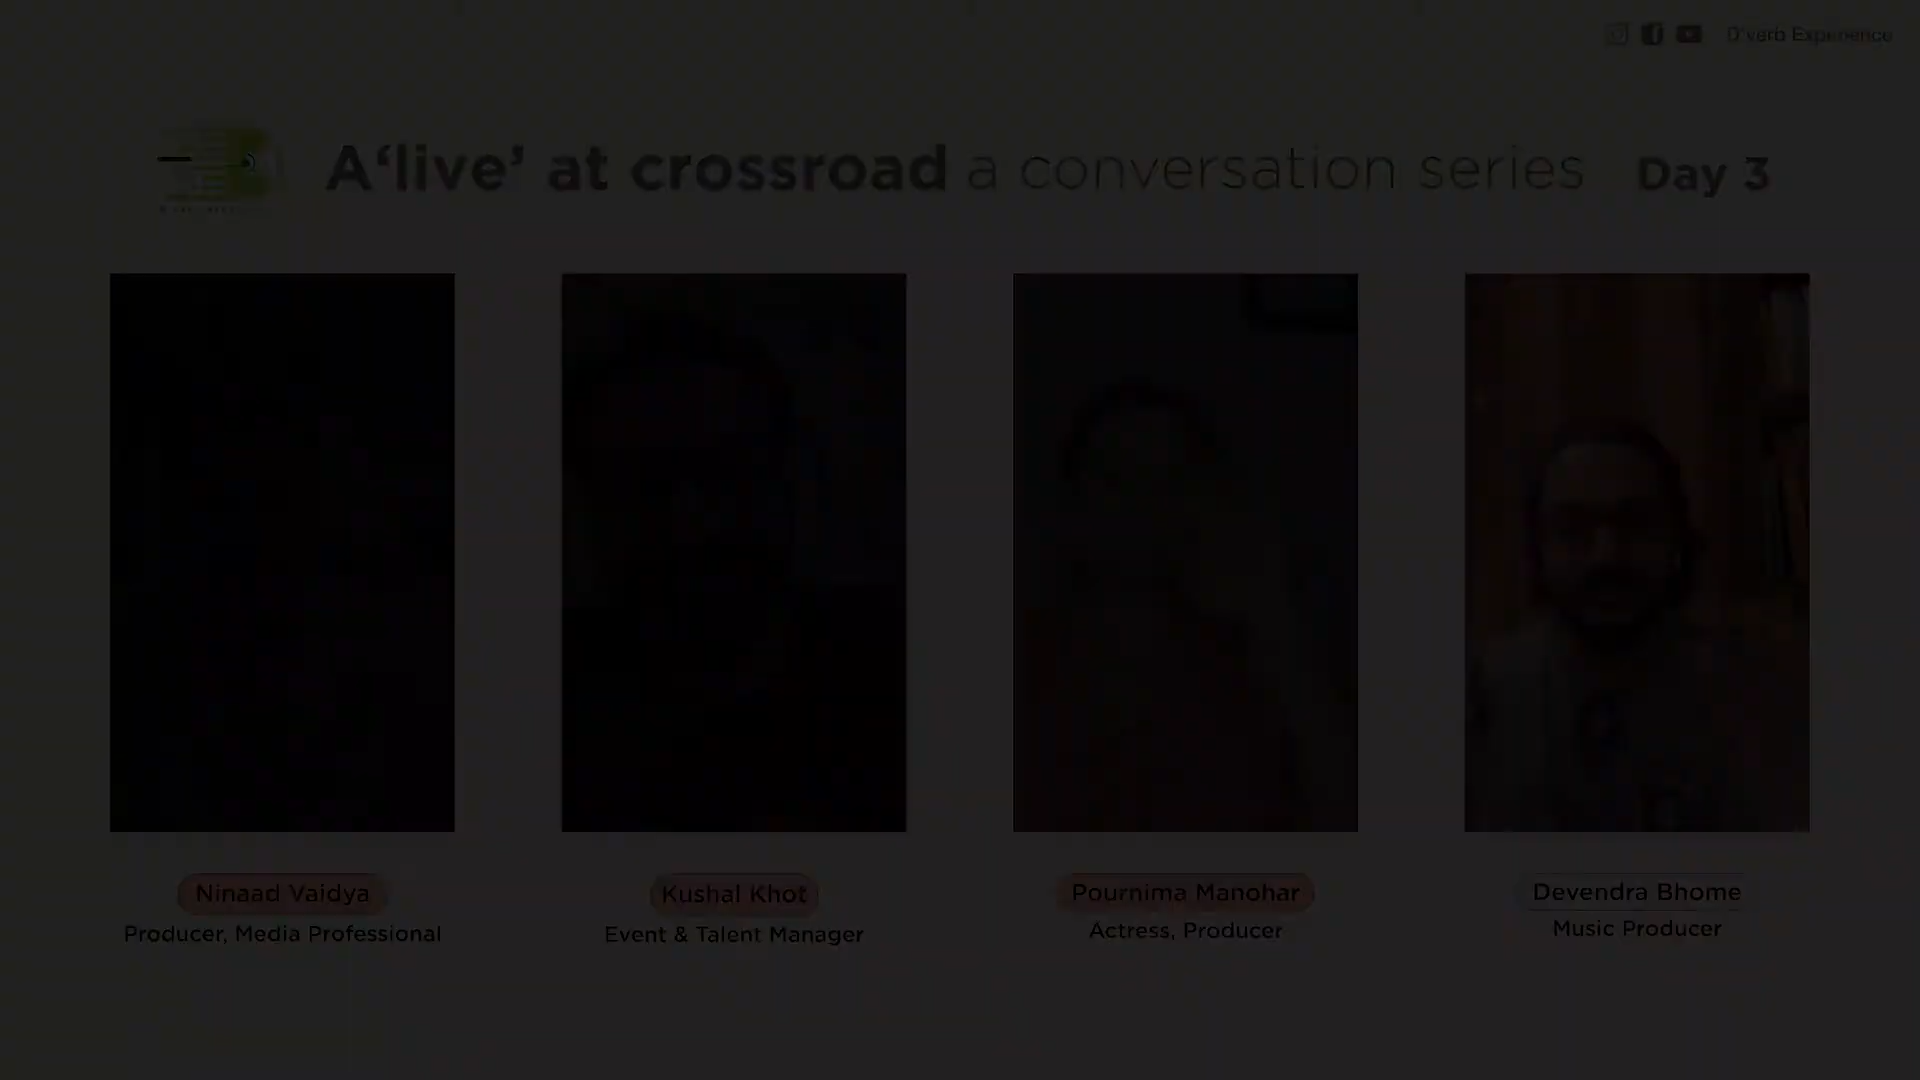 D'verb Experience
A‘live’ at crossroad a conversation series Day 3
Ninaad Vaidya
Producer, Media Professional
Kushal Khot
Event & Talent Manager
Pournima Manohar
Actress, Producer
Devendra Bhome
Music Producer